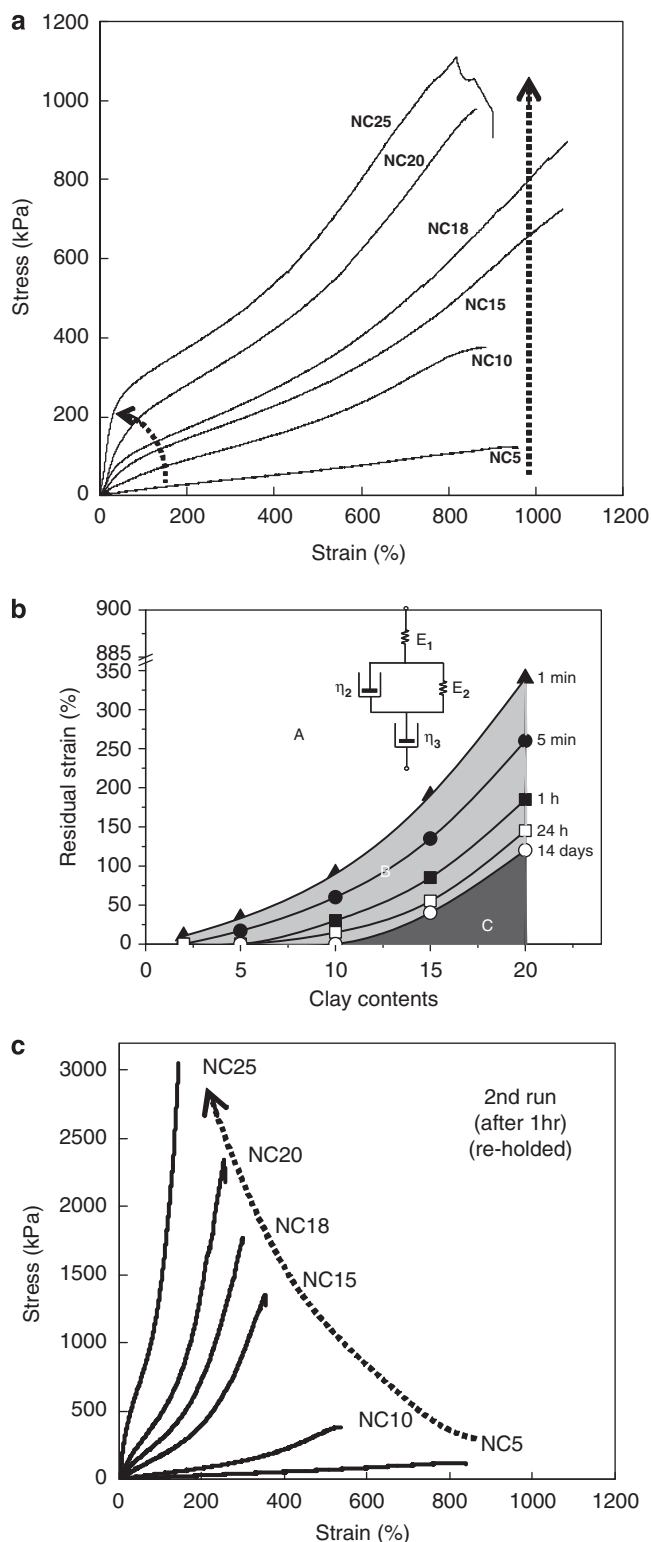 a
1200
1000
800
600
400
200
0
Stress (kPa)
NC25
NC20
NC18
NC15
NC10
NC5
0 200 400 600 800 1000 1200
Strain (%)
b
900
885
350
300
250
200
150
100
50
0
Residual strain (%)
A
E1
η2
E2
η3
1 min
5 min
1 h
24 h
14 days
B
C
0 5 10 15 20
Clay contents
c
3000
2500
2000
1500
1000
500
0
Stress (kPa)
NC25
NC20
NC18
NC15
NC10
NC5
2nd run
(after 1hr)
(re-holded)
0 200 400 600 800 1000 1200
Strain (%)